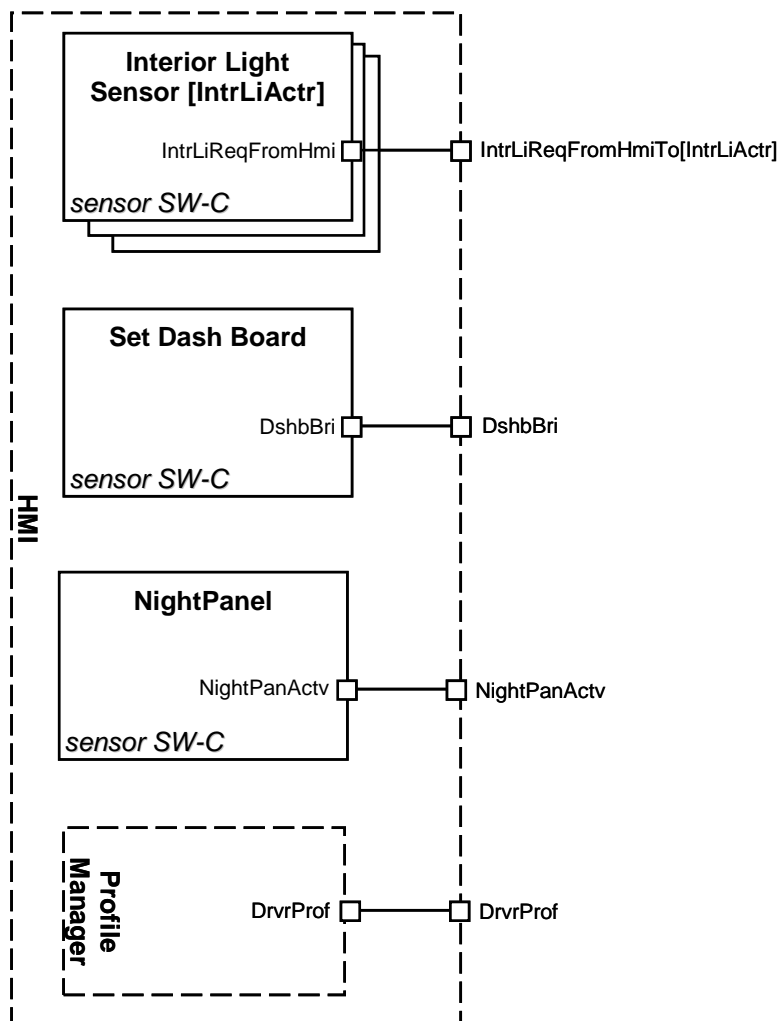 Interior Light
Sensor [IntrLiActr]
IntrLiReqFromHmi
IntrLiReqFromHmiTo[IntrLiActr]
sensor SW-C
Set Dash Board
DshbBri
DshbBri
sensor SW-C
HMI
NightPanel
NightPanActv
NightPanActv
sensor SW-C
Profile
Manager
DrvrProf
DrvrProf